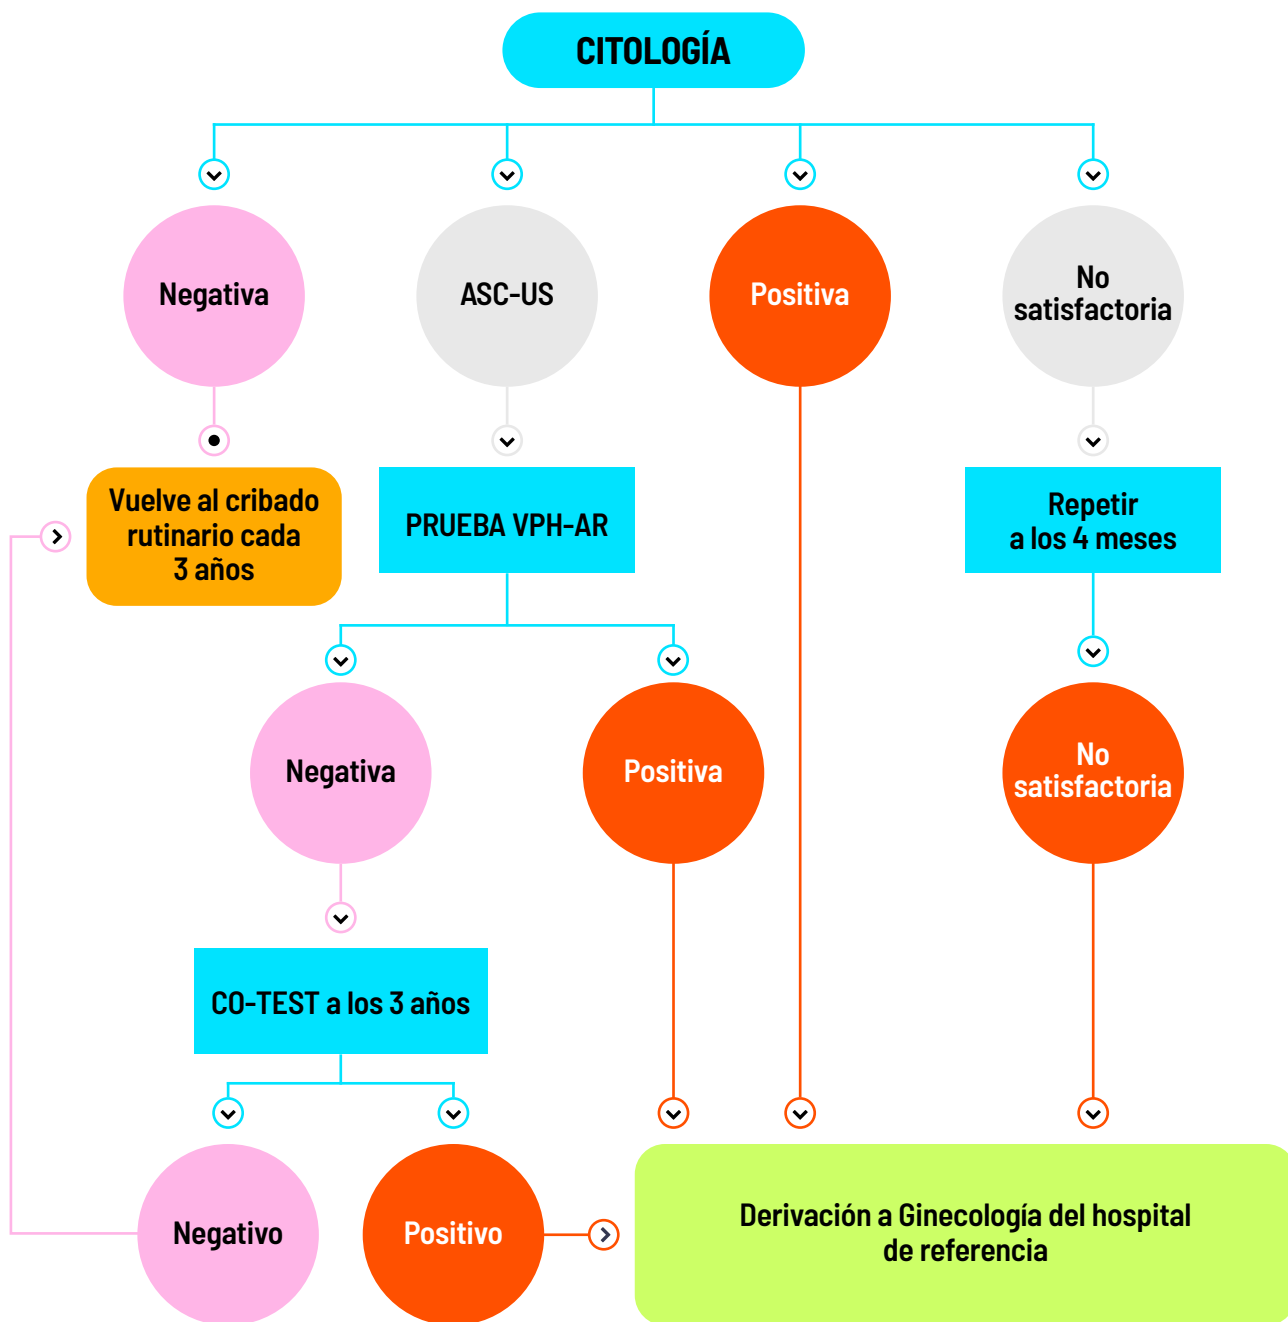 CITOLOGÍA
Negativa
ASC-US
Positiva
No
satisfactoria
Vuelve al cribado
rutinario cada
3 años
PRUEBA VPH-AR
Repetir
a los 4 meses
Negativa
Positiva
No
satisfactoria
CO-TEST a los 3 años
Negativo
Positivo
Derivación a Ginecología del hospital
de referencia